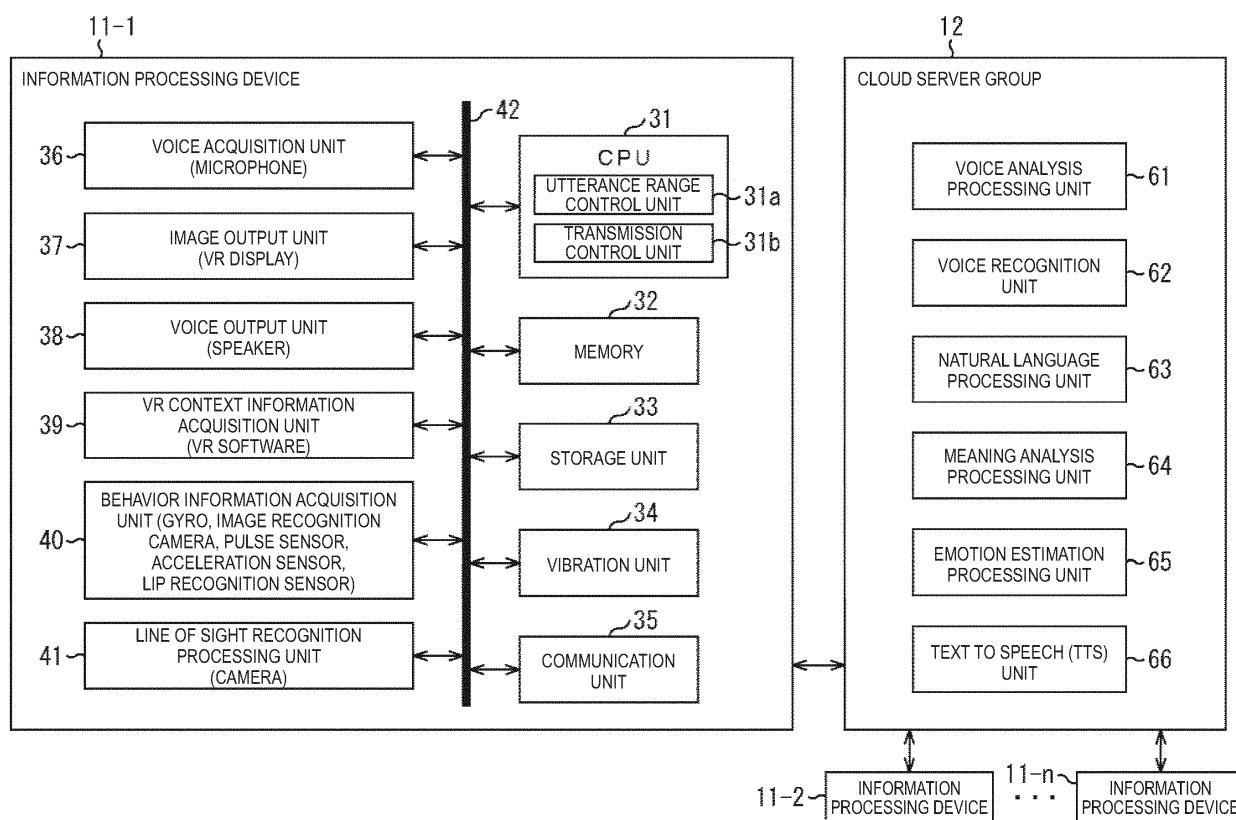 11-1
12
INFORMATION PROCESSING DEVICE
42
36
VOICE ACQUISITION UNIT
(MICROPHONE)
37
IMAGE OUTPUT UNIT
(VR DISPLAY)
38
VOICE OUTPUT UNIT
(SPEAKER)
39
VR CONTEXT INFORMATION
ACQUISITION UNIT
(VR SOFTWARE)
40
BEHAVIOR INFORMATION ACQUISITION
UNIT (GYRO, IMAGE RECOGNITION
CAMERA, PULSE SENSOR,
ACCELERATION SENSOR,
LIP RECOGNITION SENSOR)
41
LINE OF SIGHT RECOGNITION
PROCESSING UNIT
(CAMERA)
31
CPU
UTTERANCE RANGE
CONTROL UNIT
31a
TRANSMISSION
CONTROL UNIT
31b
32
MEMORY
33
STORAGE UNIT
34
VIBRATION UNIT
35
COMMUNICATION
UNIT
CLOUD SERVER GROUP
VOICE ANALYSIS
PROCESSING UNIT
61
VOICE RECOGNITION
UNIT
62
NATURAL LANGUAGE
PROCESSING UNIT
63
MEANING ANALYSIS
PROCESSING UNIT
64
EMOTION ESTIMATION
PROCESSING UNIT
65
TEXT TO SPEECH (TTS)
UNIT
66
11-2
INFORMATION
PROCESSING DEVICE
· · ·
11-n
INFORMATION
PROCESSING DEVICE